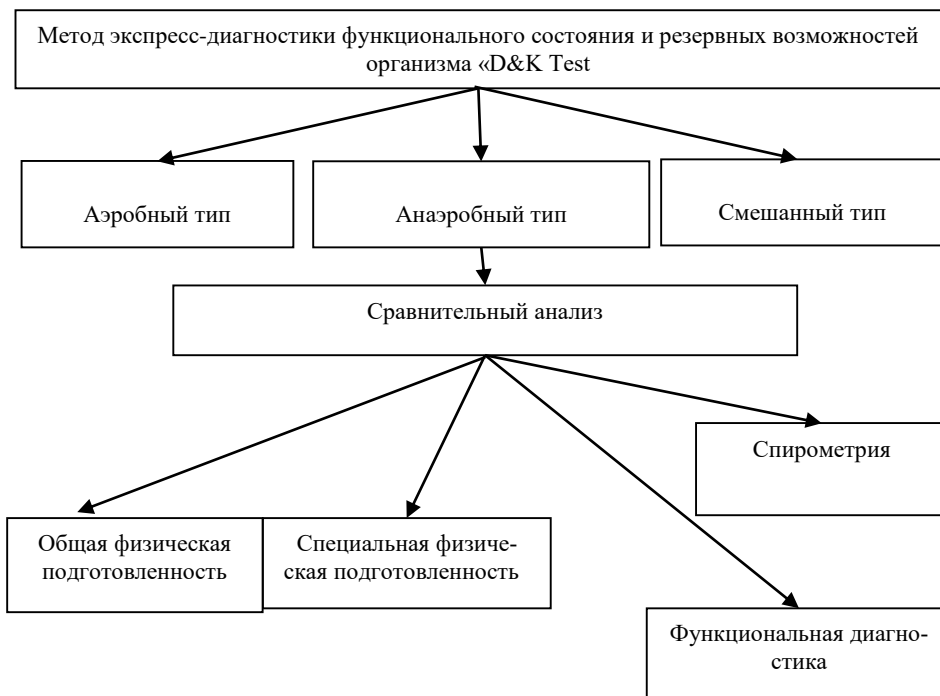 Метод экспресс-диагностики функционального состояния и резервных возможностей
организма «D&K Test
Аэробный тип
Анаэробный тип
Смешанный тип
Сравнительный анализ
Спирометрия
Общая физическая
подготовленность
Специальная физиче-
ская подготовленность
Функциональная диагно-
стика